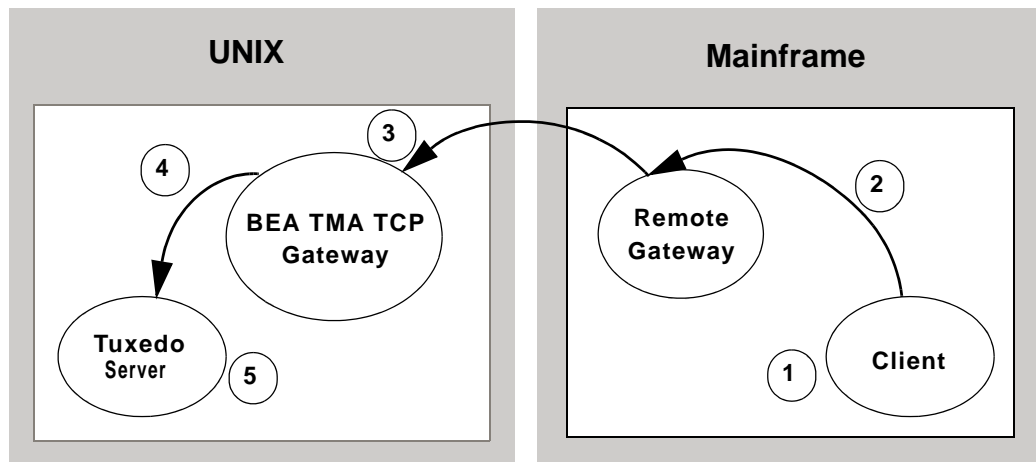 UNIX
3
4
BEA TMA TCP
Gateway
Tuxedo
Server
5
Mainframe
2
Remote
Gateway
1
Client